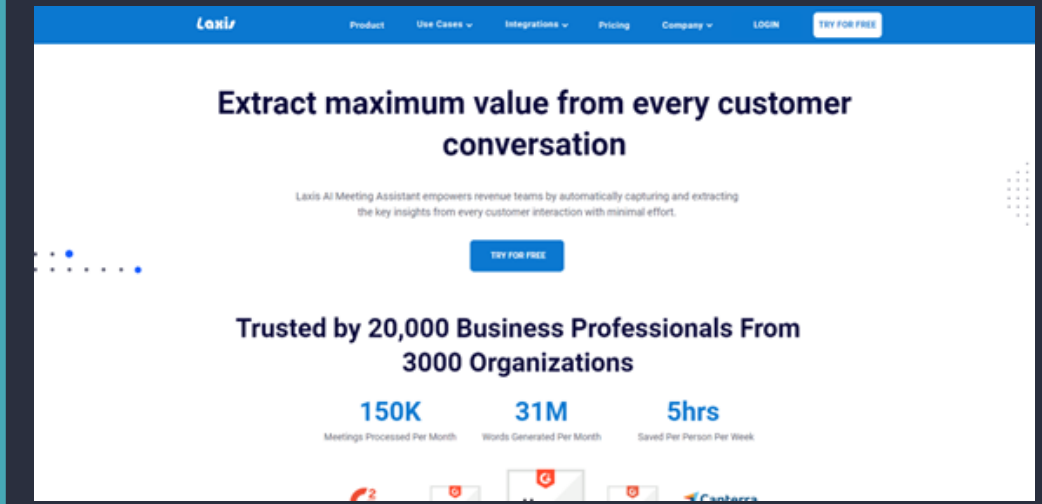 Laxis Product Use Cases Integrations Pricing Company LOGIN TRY FOR FREE
Extract maximum value from every customer
conversation
Laxis AI Meeting Assistant empowers revenue teams by automatically capturing and extracting
the key insights from every customer interaction with minimal effort.
TRY FOR FREE
Trusted by 20,000 Business Professionals From
3000 Organizations
150K 31M 5hrs
Meetings Processed Per Month Words Generated Per Month Saved Per Person Per Week
Capterra